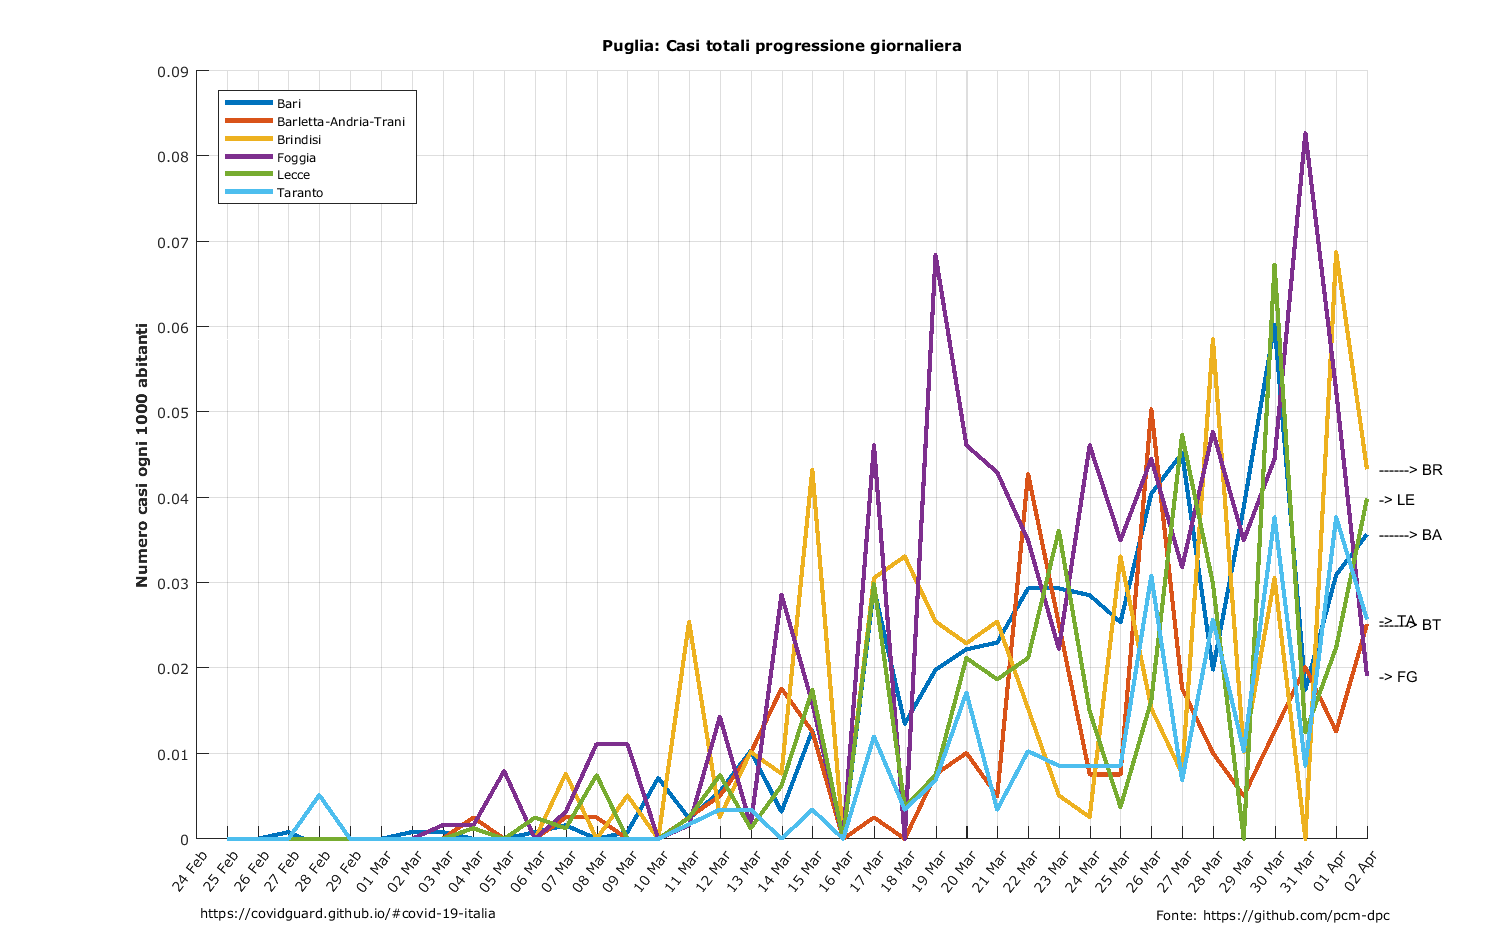 Puglia: Casi totali progressione giornaliera
Numero casi ogni 1000 abitanti
0.09
0.08
0.07
0.06
0.05
0.04
0.03
0.02
0.01
0
Bari
Barletta-Andria-Trani
Brindisi
Foggia
Lecce
Taranto
------> BR
-> LE
------> BA
-> TA
------> BT
-> FG
24 Feb
25 Feb
26 Feb
27 Feb
28 Feb
29 Feb
01 Mar
02 Mar
03 Mar
04 Mar
05 Mar
06 Mar
07 Mar
08 Mar
09 Mar
10 Mar
11 Mar
12 Mar
13 Mar
14 Mar
15 Mar
16 Mar
17 Mar
18 Mar
19 Mar
20 Mar
21 Mar
22 Mar
23 Mar
24 Mar
25 Mar
26 Mar
27 Mar
28 Mar
29 Mar
30 Mar
31 Mar
01 Apr
02 Apr
https://covidguard.github.io/#covid-19-italia
Fonte: https://github.com/pcm-dpc